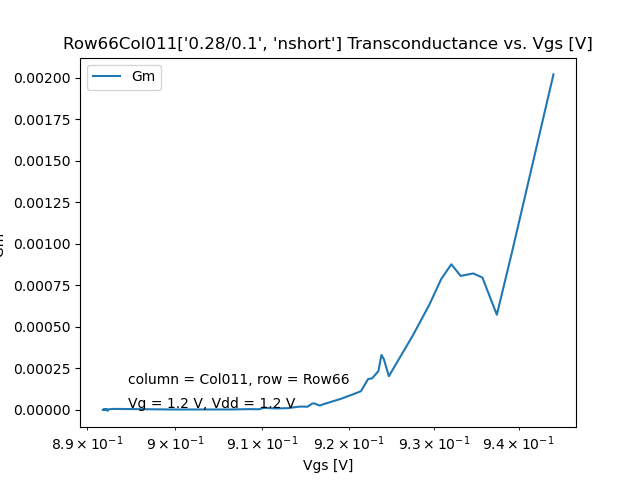 Row66Col011['0.28/0.1', 'nshort'] Transconductance vs. Vgs [V]
Gm
0.00200
0.00175
0.00150
0.00125
0.00100
0.00075
0.00050
0.00025
0.00000
Gm
column = Col011, row = Row66
Vg = 1.2 V, Vdd = 1.2 V
8.9 × 10⁻¹ 9 × 10⁻¹ 9.1 × 10⁻¹ 9.2 × 10⁻¹ 9.3 × 10⁻¹ 9.4 × 10⁻¹
Vgs [V]